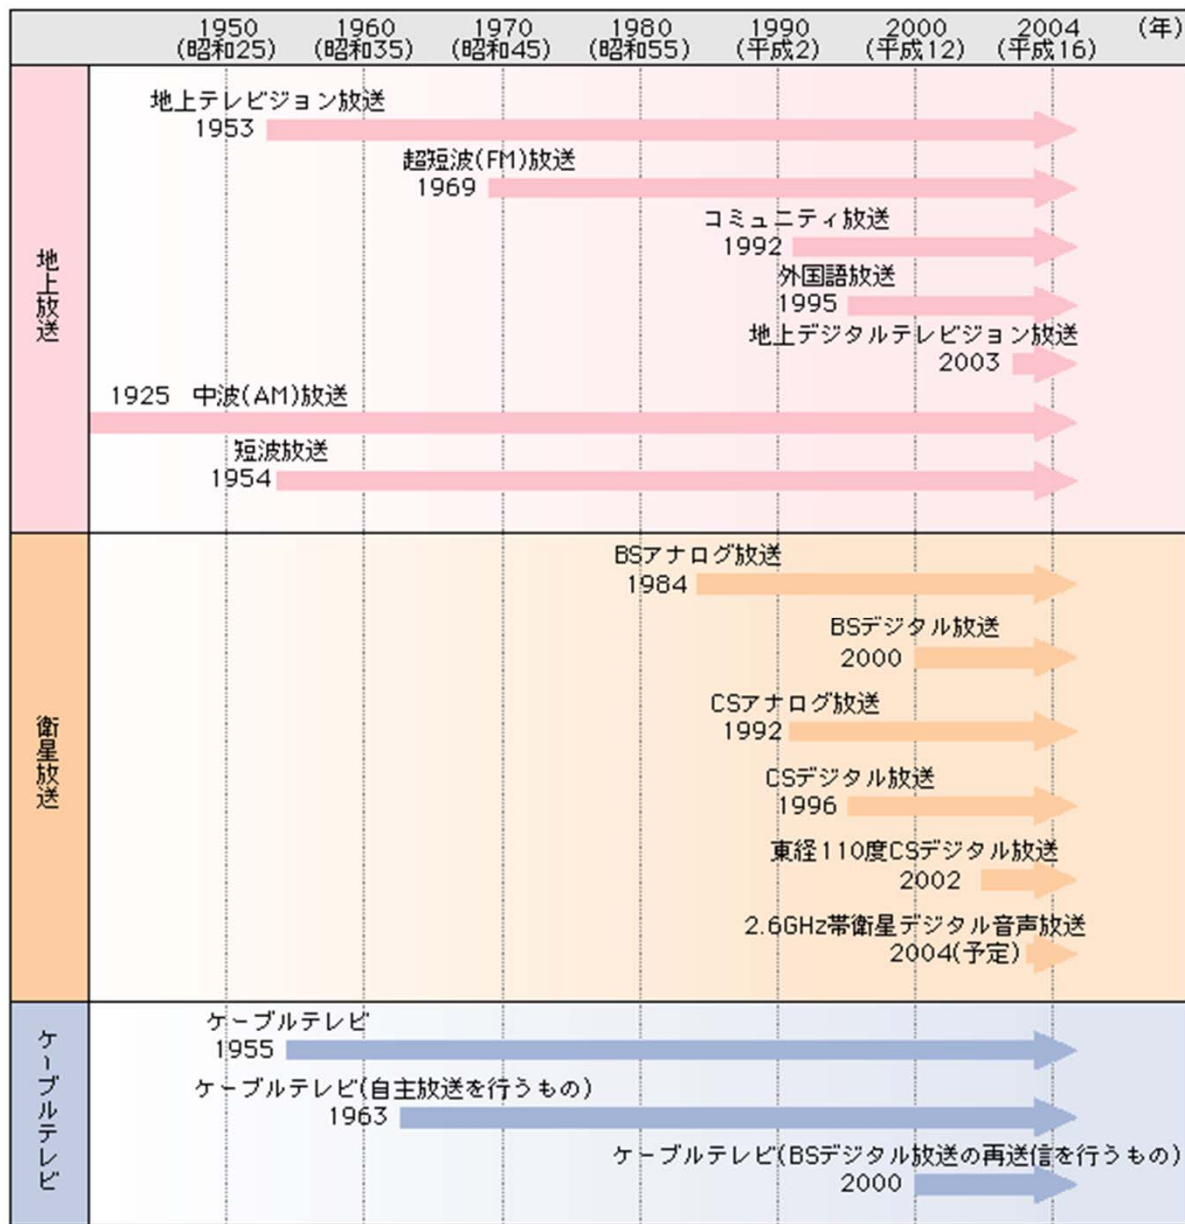 1950 1960 1970 1980 1990 2000 2004 (年)
(昭和25) (昭和35) (昭和45) (昭和55) (平成2) (平成12) (平成16)
地上放送
地上テレビジョン放送
1953
超短波(FM)放送
1969
コミュニティ放送
1992
外国語放送
1995
地上デジタルテレビジョン放送
2003
1925 中波(AM)放送
短波放送
1954
衛星放送
BSアナログ放送
1984
BSデジタル放送
2000
CSアナログ放送
1992
CSデジタル放送
1996
東経110度CSデジタル放送
2002
2.6GHz帯衛星デジタル音声放送
2004(予定)
ケーブルテレビ
ケーブルテレビ
1955
ケーブルテレビ(自主放送を行うもの)
1963
ケーブルテレビ(BSデジタル放送の再送信を行うもの)
2000